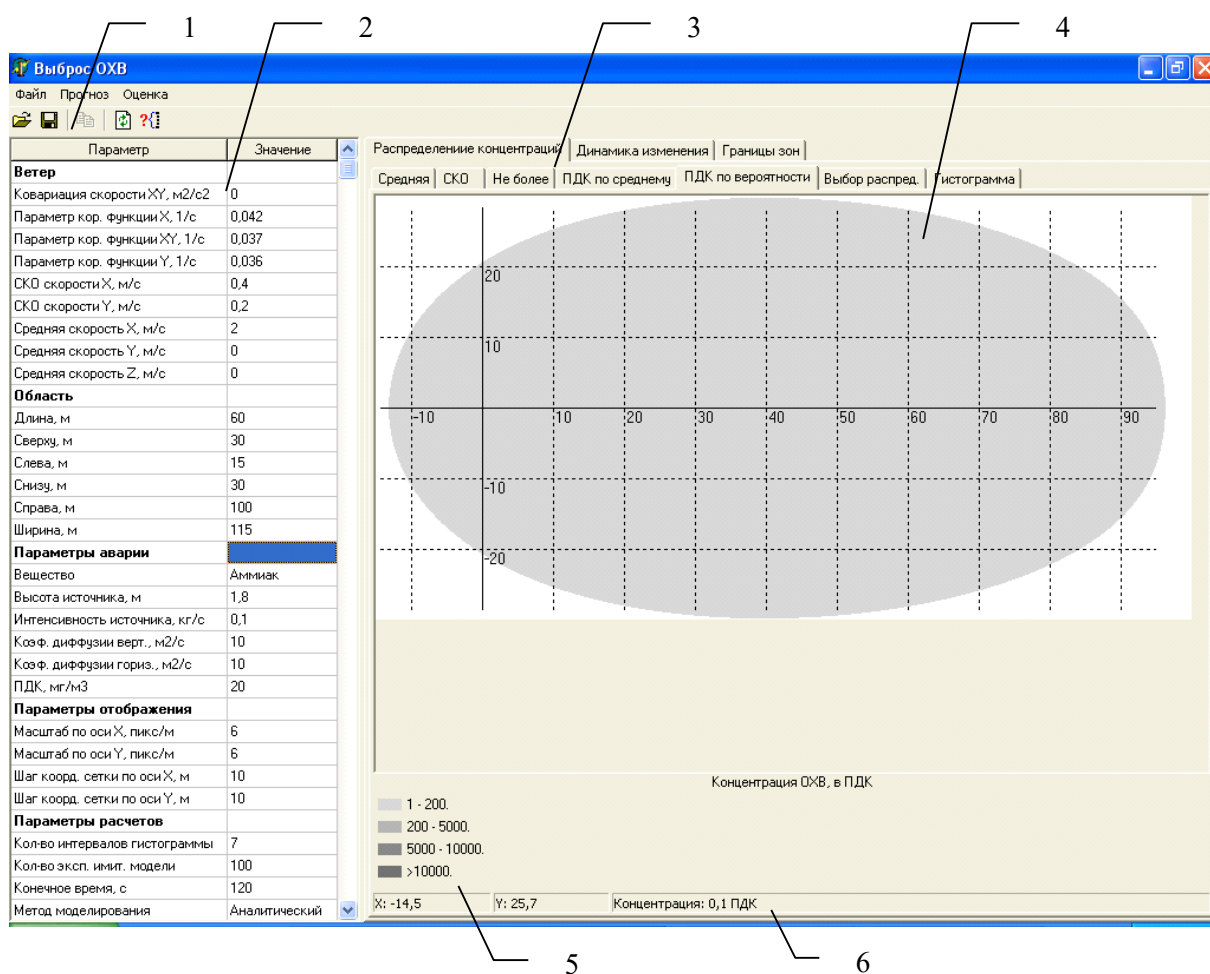 1 2 3 4
Выброс ОХВ
Файл Прогноз Оценка
Параметр Значение
Ветер
Ковариация скорости XY, м2/с2 0
Параметр кор. функции X, 1/с 0,042
Параметр кор. функции XY, 1/с 0,037
Параметр кор. функции Y, 1/с 0,036
СКО скорости X, м/с 0,4
СКО скорости Y, м/с 0,2
Средняя скорость X, м/с 2
Средняя скорость Y, м/с 0
Средняя скорость Z, м/с 0
Область
Длина, м 60
Сверху, м 30
Слева, м 15
Снизу, м 30
Справа, м 100
Ширина, м 115
Параметры аварии
Вещество Аммиак
Высота источника, м 1,8
Интенсивность источника, кг/с 0,1
Коэф. диффузии верт., м2/с 10
Коэф. диффузии гориз., м2/с 10
ПДК, мг/м3 20
Параметры отображения
Масштаб по оси X, пикс/м 6
Масштаб по оси Y, пикс/м 6
Шаг коорд. сетки по оси X, м 10
Шаг коорд. сетки по оси Y, м 10
Параметры расчетов
Кол-во интервалов гистограммы 7
Кол-во эксп. имит. модели 100
Конечное время, с 120
Метод моделирования Аналитический
Распределениие концентраций Динамика изменения Границы зон
Средняя СКО Не более ПДК по среднему ПДК по вероятности Выбор распред. Гистограмма
20
10
-10 10 20 30 40 50 60 70 80 90
-10
-20
Концентрация ОХВ, в ПДК
1 - 200.
200 - 5000.
5000 - 10000.
>10000.
X: -14,5 Y: 25,7 Концентрация: 0,1 ПДК
5 6